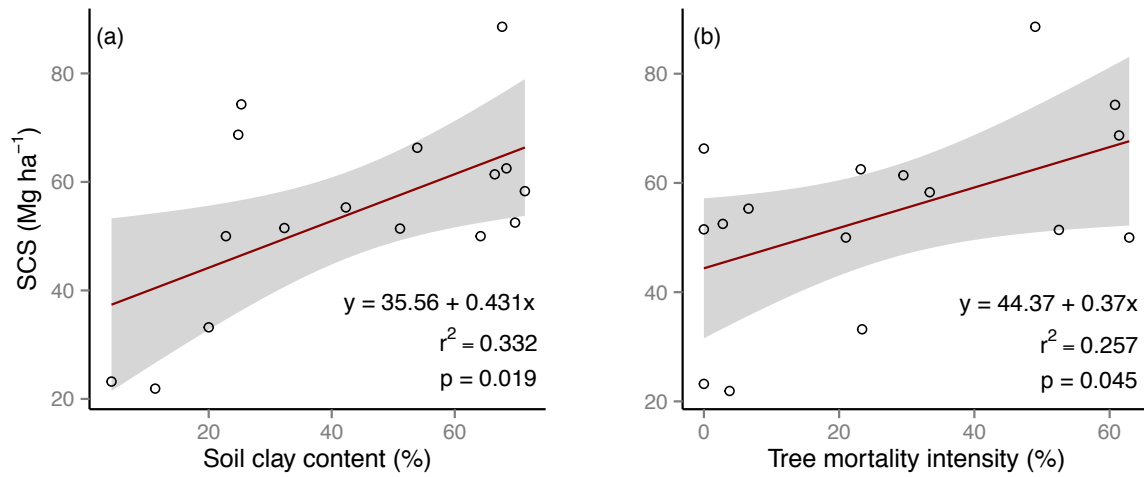 (a)
SCS (Mg ha⁻¹)
80
60
40
20
y = 35.56 + 0.431x
r² = 0.332
p = 0.019
20 40 60
Soil clay content (%)
(b)
80
60
40
20
y = 44.37 + 0.37x
r² = 0.257
p = 0.045
0 20 40 60
Tree mortality intensity (%)